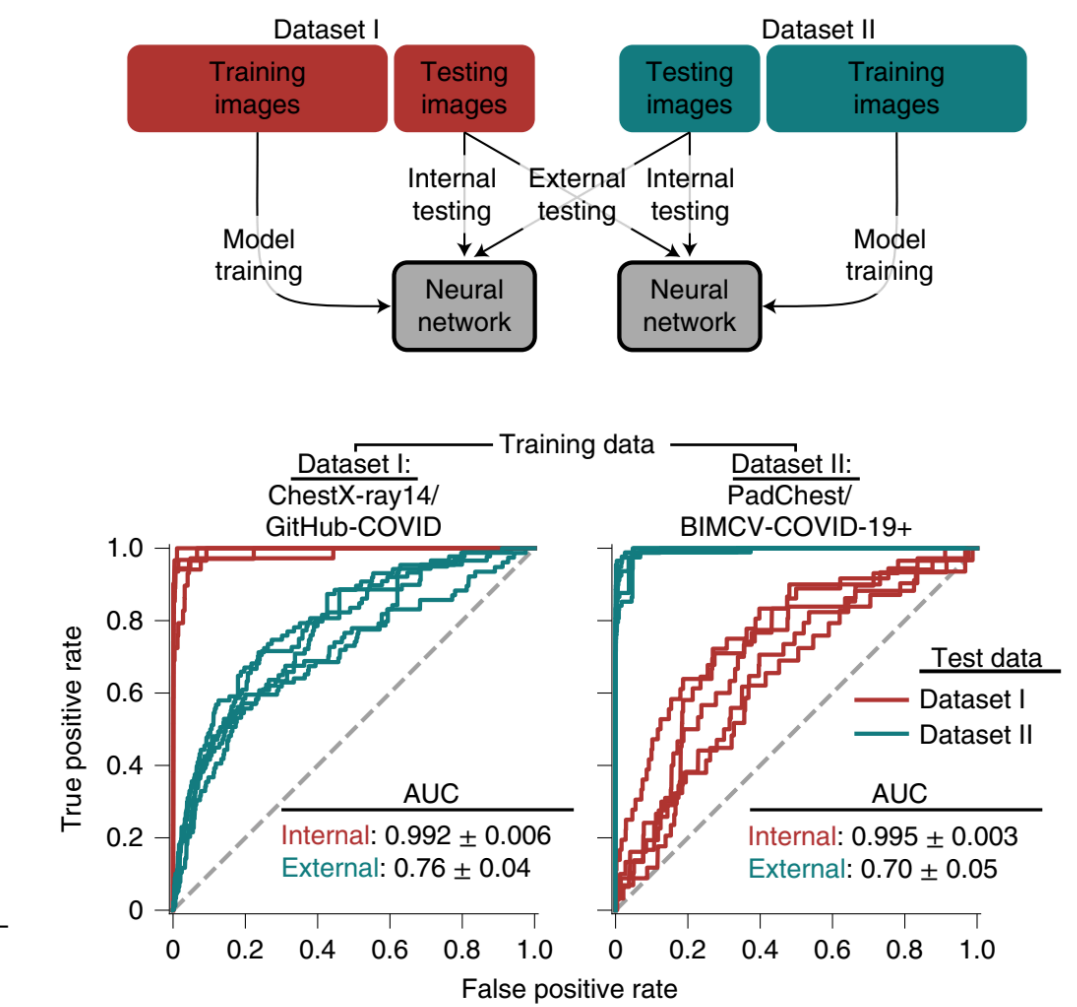 Dataset I
Dataset II
Training
images
Testing
images
Testing
images
Training
images
Internal
testing
External
testing
Internal
testing
Model
training
Model
training
Neural
network
Neural
network
Training data
Dataset I:
ChestX-ray14/
GitHub-COVID
Dataset II:
PadChest/
BIMCV-COVID-19+
True positive rate
1.0
0.8
0.6
0.4
0.2
0
AUC
Internal: 0.992 ± 0.006
External: 0.76 ± 0.04
0 0.2 0.4 0.6 0.8 1.0
Test data
Dataset I
Dataset II
AUC
Internal: 0.995 ± 0.003
External: 0.70 ± 0.05
0 0.2 0.4 0.6 0.8 1.0
False positive rate